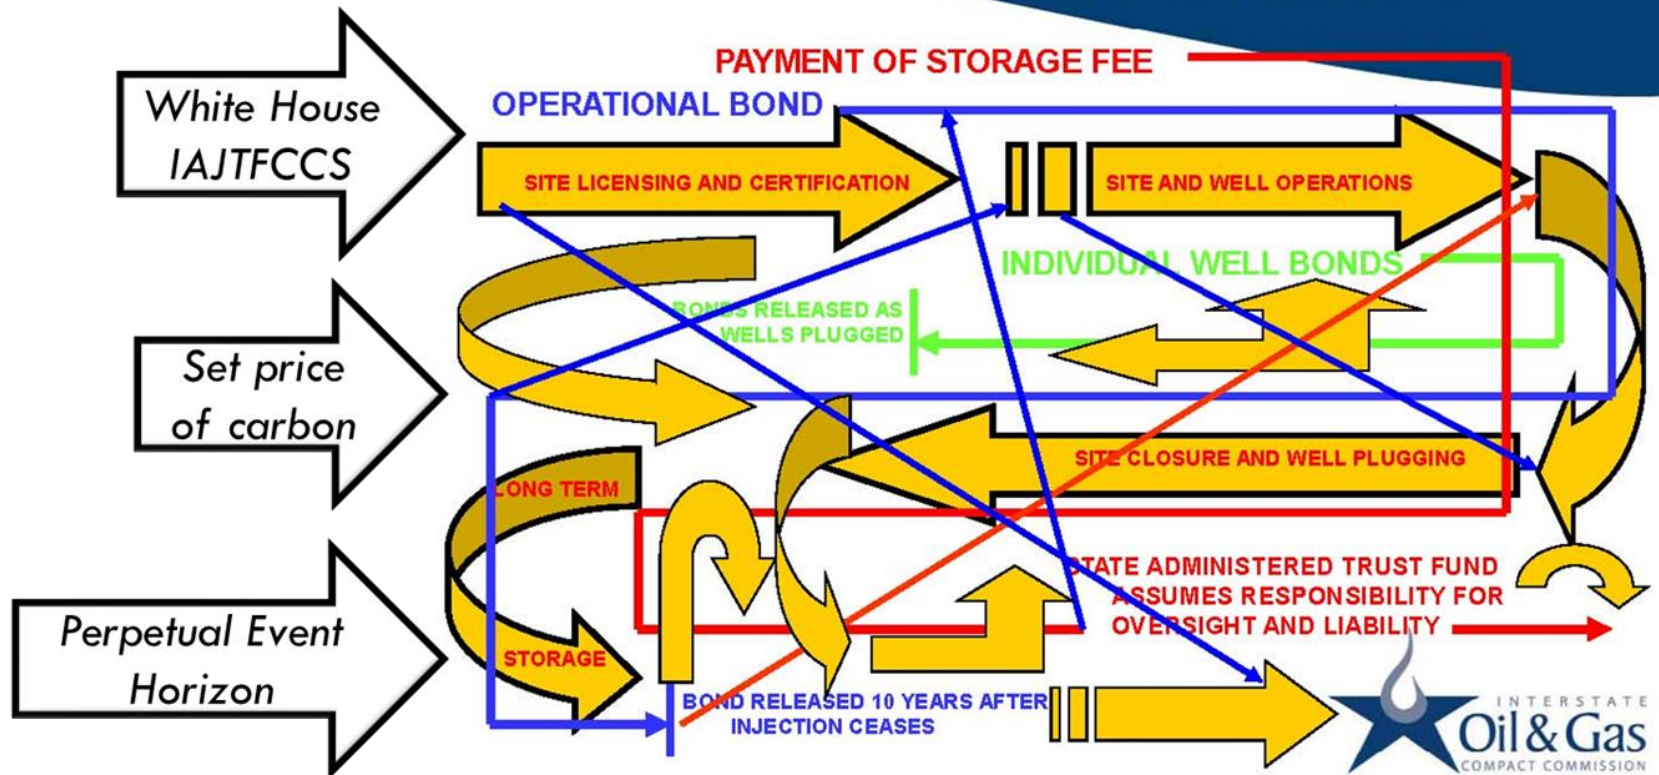 PAYMENT OF STORAGE FEE
OPERATIONAL BOND
White House
IAJTFCCS
SITE LICENSING AND CERTIFICATION
SITE AND WELL OPERATIONS
INDIVIDUAL WELL BONDS
BONDS RELEASED AS
WELLS PLUGGED
Set price
of carbon
SITE CLOSURE AND WELL PLUGGING
LONG TERM
STATE ADMINISTERED TRUST FUND
ASSUMES RESPONSIBILITY FOR
OVERSIGHT AND LIABILITY
Perpetual Event
Horizon
STORAGE
BOND RELEASED 10 YEARS AFTER
INJECTION CEASES
INTERSTATE
Oil & Gas
COMPACT COMMISSION